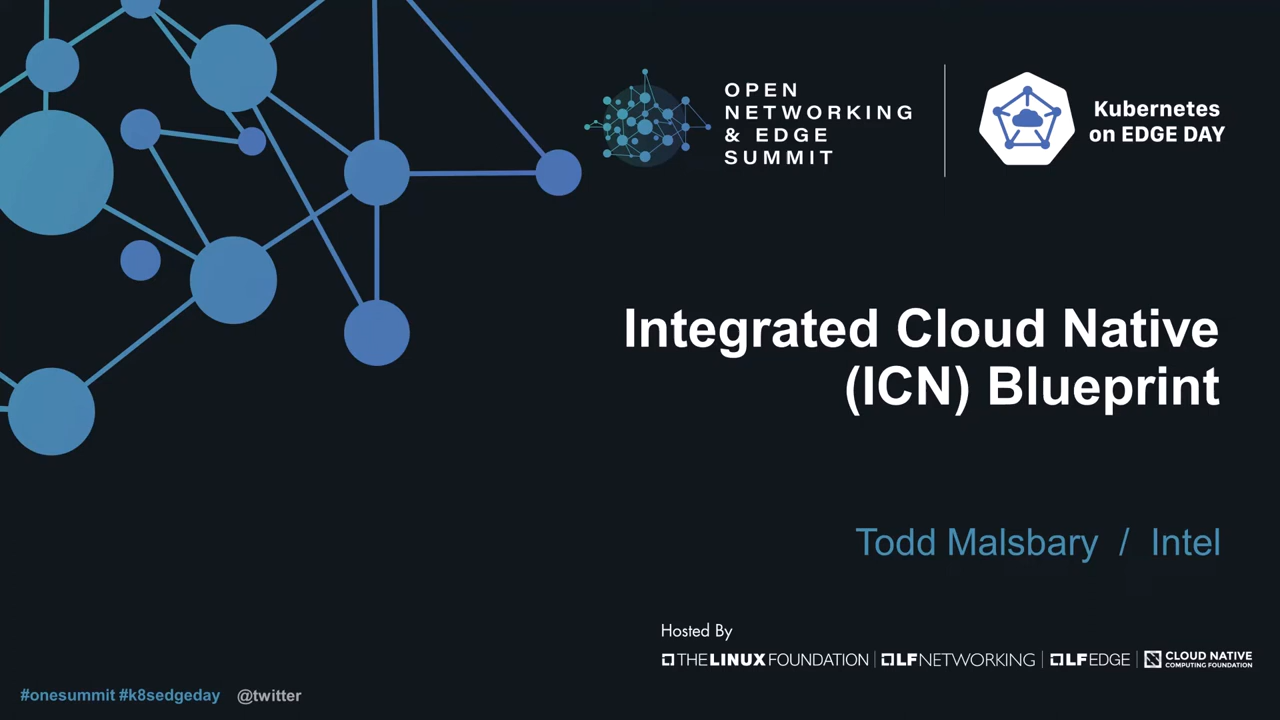 OPEN
NETWORKING
& EDGE
SUMMIT
Kubernetes
on EDGE DAY
Integrated Cloud Native
(ICN) Blueprint
Todd Malsbary / Intel
Hosted By
THE LINUX FOUNDATION | LF NETWORKING | LF EDGE | CLOUD NATIVE
COMPUTING FOUNDATION
#onesummit #k8sedgeday @twitter